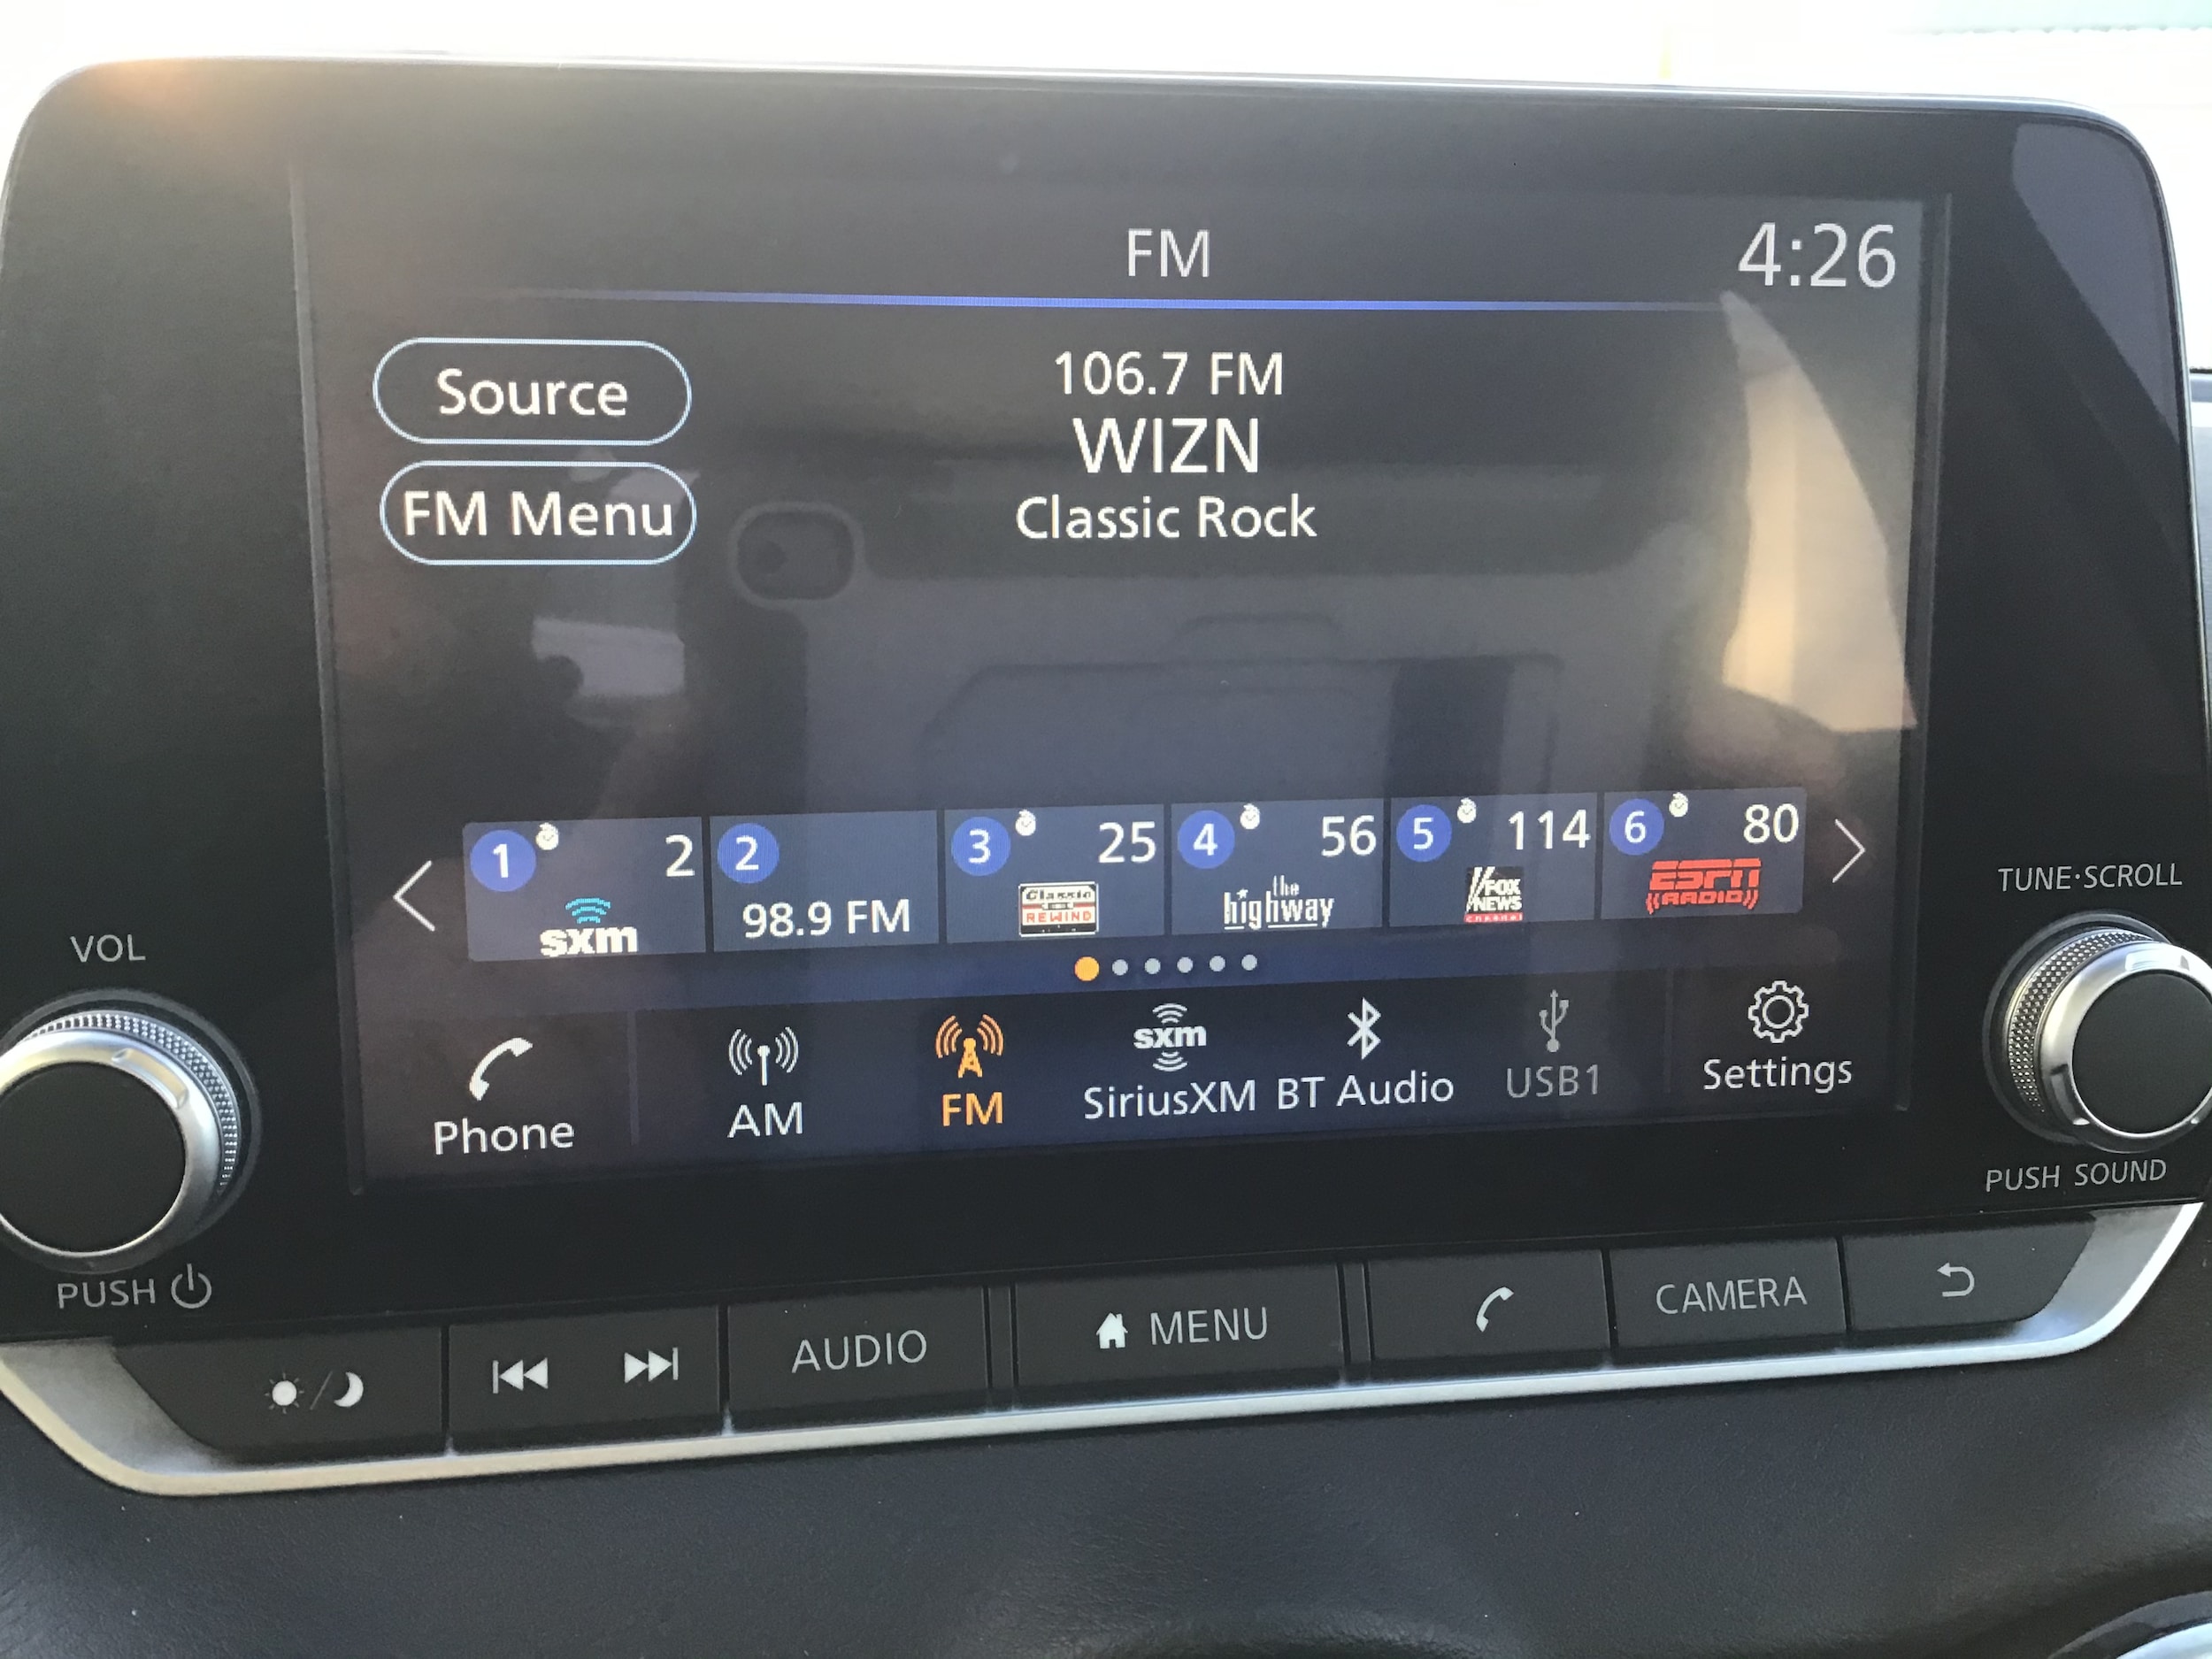 FM
4:26
Source
FM Menu
106.7 FM
WIZN
Classic Rock
1 2
sxm
2
98.9 FM
3 25
Classic
REWIND
4 56
the
highway
5 114
FOX
NEWS
channel
6 80
ESPN
RADIO
Phone
AM
FM
sxm
SiriusXM
BT Audio
USB1
Settings
VOL
PUSH
TUNE·SCROLL
PUSH SOUND
AUDIO
MENU
CAMERA